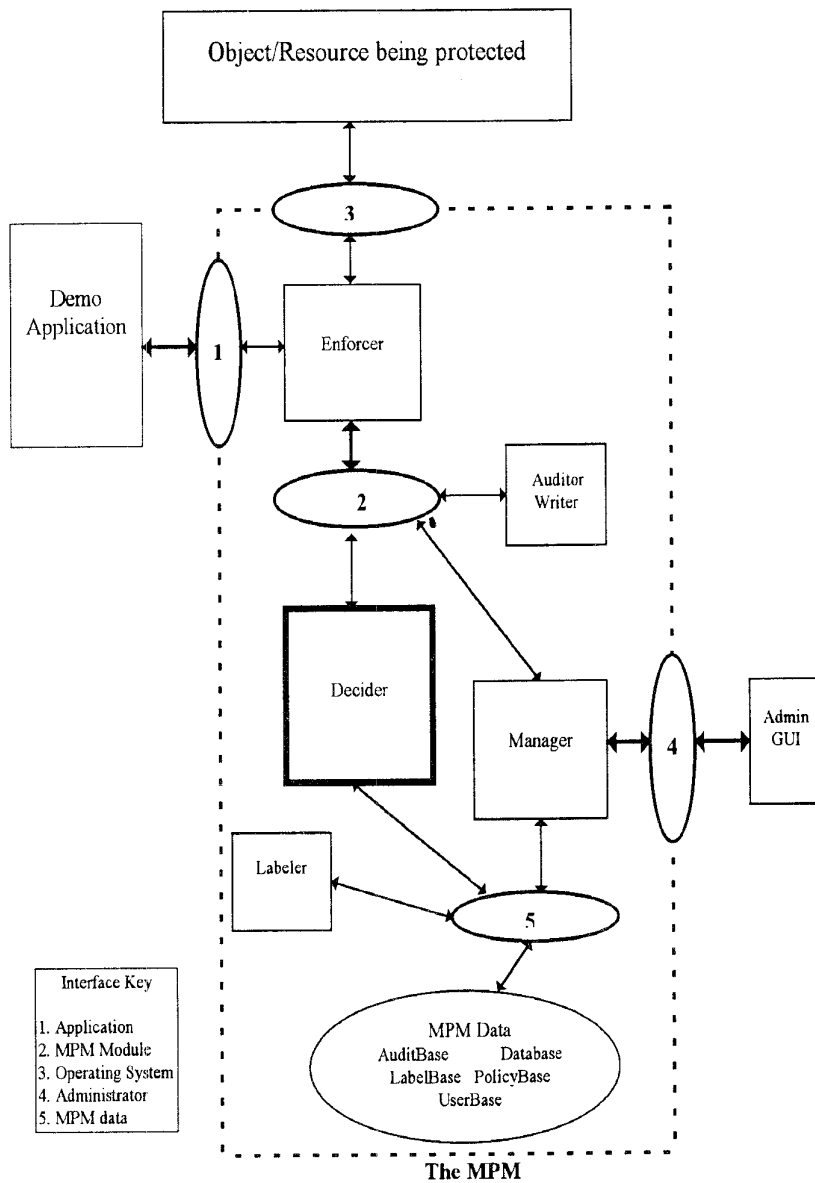 Object/Resource being protected
3
Demo
Application
1
Enforcer
2
Auditor
Writer
Decider
Manager
4
Admin
GUI
Labeler
5
Interface Key
1. Application
2. MPM Module
3. Operating System
4. Administrator
5. MPM data
MPM Data
AuditBase Database
LabelBase PolicyBase
UserBase
The MPM